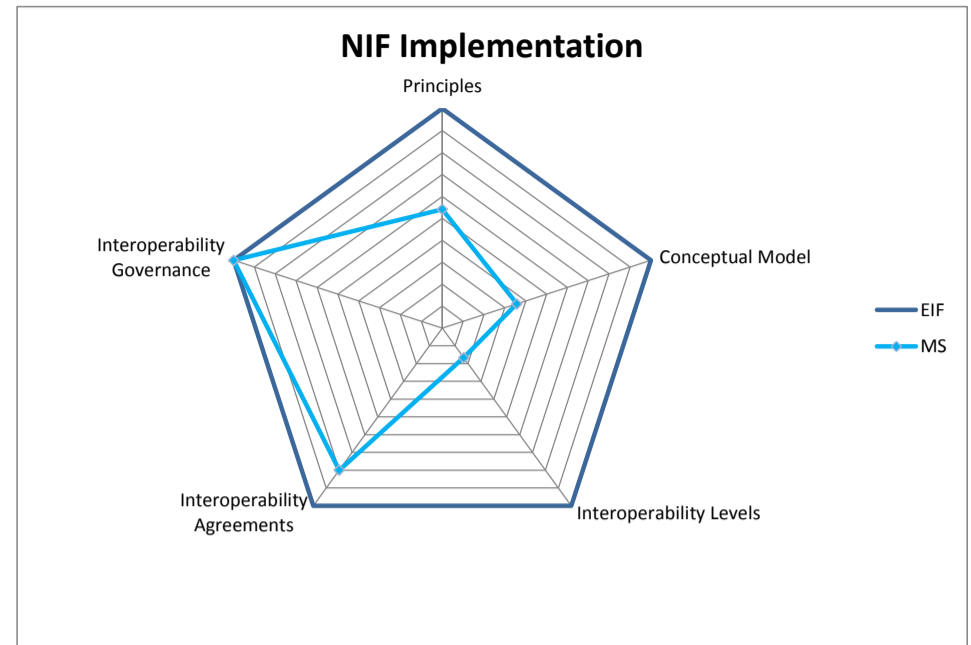 NIF Implementation
Principles
Interoperability
Governance
Conceptual Model
EIF
MS
Interoperability
Agreements
Interoperability Levels